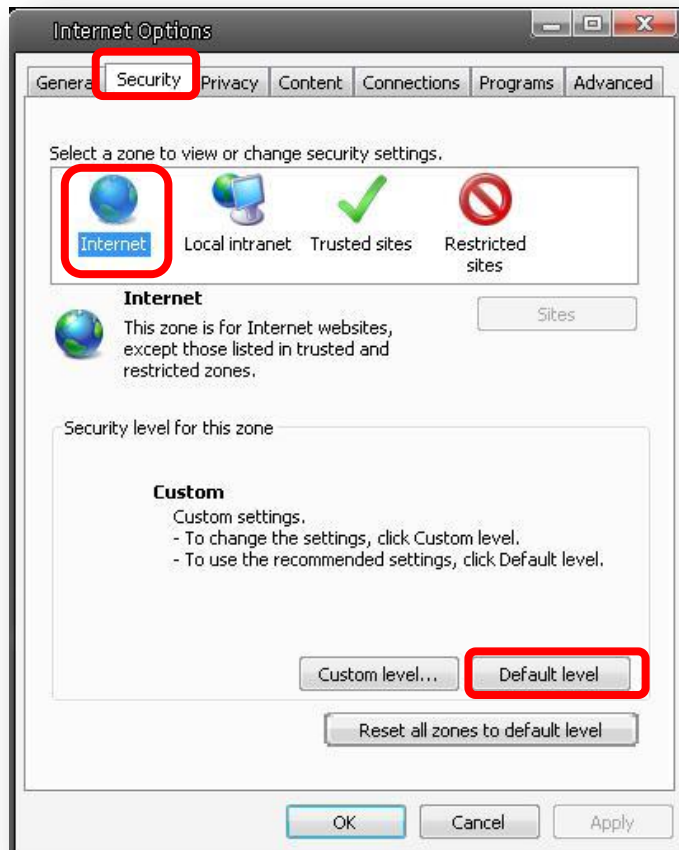 Internet Options
General Security Privacy Content Connections Programs Advanced
Select a zone to view or change security settings.
Internet Local intranet Trusted sites Restricted
sites
Internet
Sites
This zone is for Internet websites,
except those listed in trusted and
restricted zones.
Security level for this zone
Custom
Custom settings.
- To change the settings, click Custom level.
- To use the recommended settings, click Default level.
Custom level... Default level
Reset all zones to default level
OK Cancel Apply